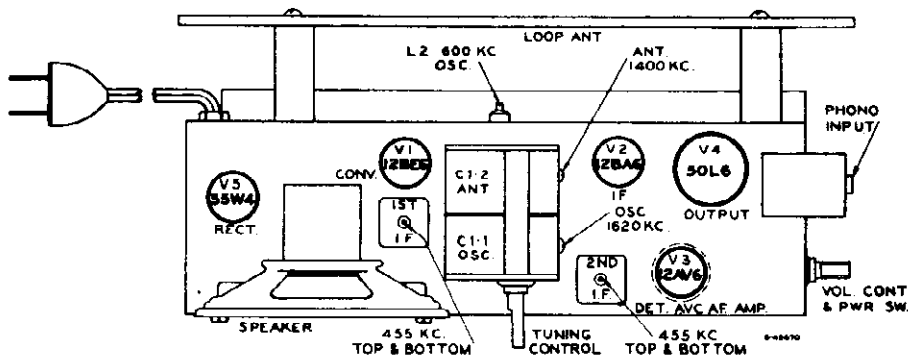 LOOP ANT
L2 600 KC
OSC.
ANT.
1400 KC.
PHONO
INPUT
V1
12BE6
CONV.
V2
12BA6
I F
V4
50L6
OUTPUT
V5
35W4
RECT.
C1-2
ANT
1ST
I F
OSC
1620 KC.
C1-1
OSC.
2ND
I.F.
V3
12AV6
DET. AVC AF. AMP.
VOL. CONT
& PWR SW.
SPEAKER
455 KC.
TOP & BOTTOM
TUNING
CONTROL
455 KC
TOP & BOTTOM